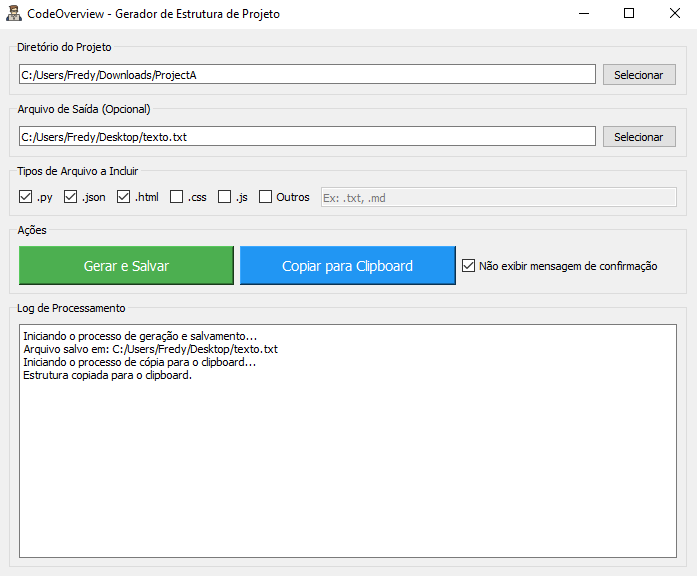 CodeOverview - Gerador de Estrutura de Projeto
Diretório do Projeto
C:/Users/Fredy/Downloads/ProjectA
Selecionar
Arquivo de Saída (Opcional)
C:/Users/Fredy/Desktop/texto.txt
Selecionar
Tipos de Arquivo a Incluir
.py .json .html .css .js Outros Ex: .txt, .md
Ações
Gerar e Salvar Copiar para Clipboard Não exibir mensagem de confirmação
Log de Processamento
Iniciando o processo de geração e salvamento...
Arquivo salvo em: C:/Users/Fredy/Desktop/texto.txt
Iniciando o processo de cópia para o clipboard...
Estrutura copiada para o clipboard.